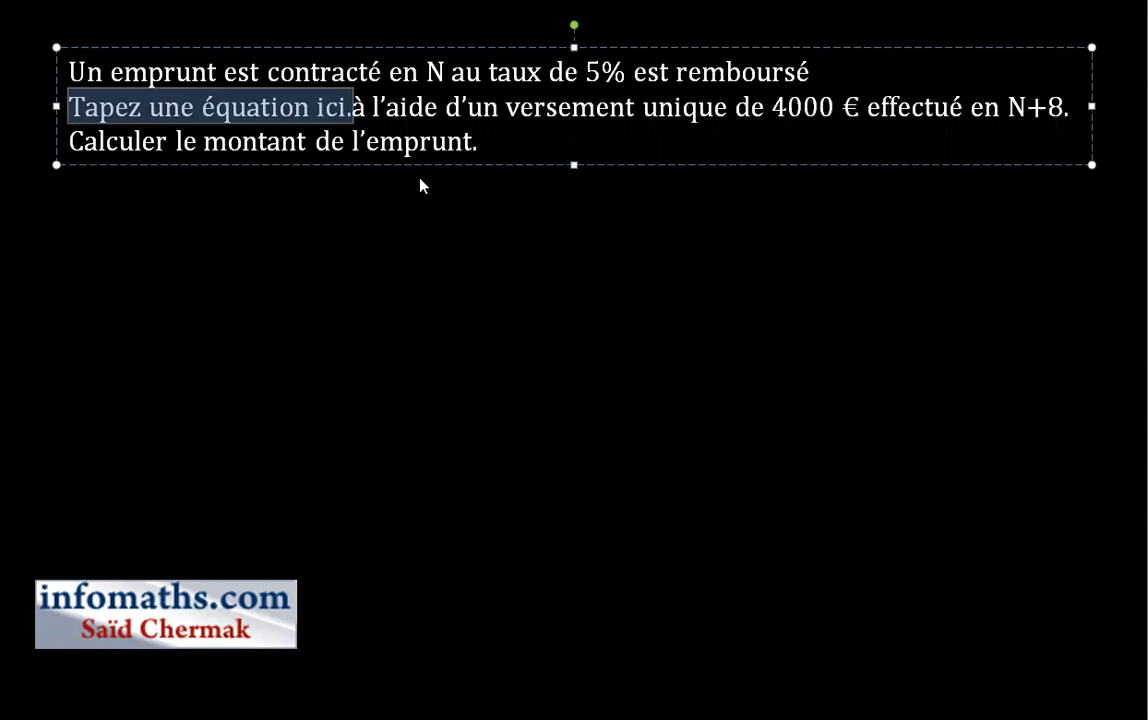 Un emprunt est contracté en N au taux de 5% est remboursé
Tapez une équation ici.à l’aide d’un versement unique de 4000 € effectué en N+8.
Calculer le montant de l’emprunt.
infomaths.com
Saïd Chermak